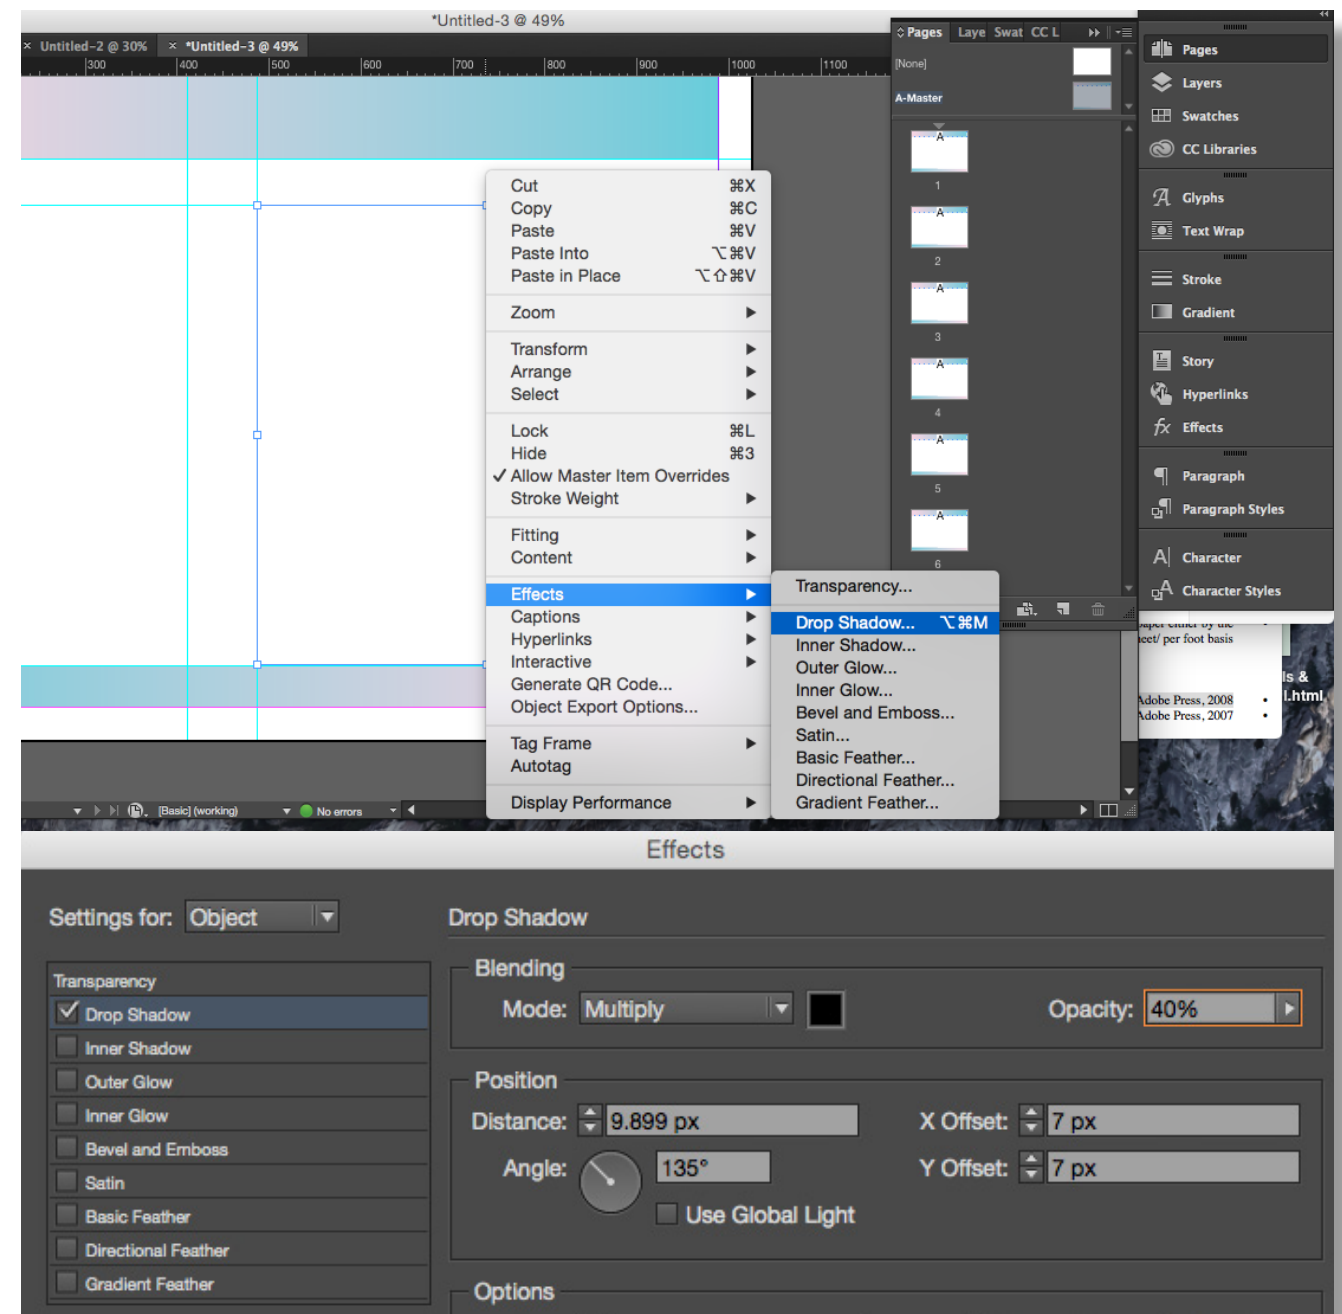 *Untitled-3 @ 49%
× Untitled-2 @ 30% × *Untitled-3 @ 49%
300 400 500 600 700 800 900 1000 1100
Cut ⌘X
Copy ⌘C
Paste ⌘V
Paste Into ⌥⌘V
Paste in Place ⌥⇧⌘V
Zoom
Transform
Arrange
Select
Lock ⌘L
Hide ⌘3
✓ Allow Master Item Overrides
Stroke Weight
Fitting
Content
Effects
Captions
Hyperlinks
Interactive
Generate QR Code...
Object Export Options...
Tag Frame
Autotag
Display Performance
Transparency...
Drop Shadow... ⌥⌘M
Inner Shadow...
Outer Glow...
Inner Glow...
Bevel and Emboss...
Satin...
Basic Feather...
Directional Feather...
Gradient Feather...
Pages Laye Swat CC L
[None]
A-Master
A
1
A
2
A
3
A
4
A
5
A
6
Pages
Layers
Swatches
CC Libraries
Glyphs
Text Wrap
Stroke
Gradient
Story
Hyperlinks
fx Effects
Paragraph
Paragraph Styles
Character
Character Styles
paper either by the
eet/ per foot basis
ls &
l.html
Adobe Press, 2008
Adobe Press, 2007
[Basic] (working) No errors
Effects
Settings for: Object
Transparency
Drop Shadow
Inner Shadow
Outer Glow
Inner Glow
Bevel and Emboss
Satin
Basic Feather
Directional Feather
Gradient Feather
Drop Shadow
Blending
Mode: Multiply Opacity: 40%
Position
Distance: 9.899 px X Offset: 7 px
Angle: 135° Y Offset: 7 px
Use Global Light
Options